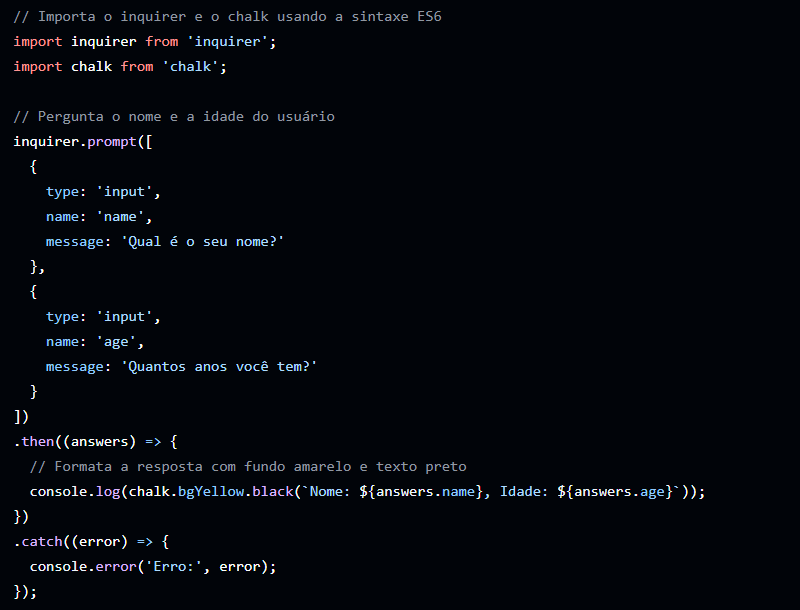 // Importa o inquirer e o chalk usando a sintaxe ES6
import inquirer from 'inquirer';
import chalk from 'chalk';

// Pergunta o nome e a idade do usuário
inquirer.prompt([
  {
    type: 'input',
    name: 'name',
    message: 'Qual é o seu nome?'
  },
  {
    type: 'input',
    name: 'age',
    message: 'Quantos anos você tem?'
  }
])
.then((answers) => {
  // Formata a resposta com fundo amarelo e texto preto
  console.log(chalk.bgYellow.black(`Nome: ${answers.name}, Idade: ${answers.age}`));
})
.catch((error) => {
  console.error('Erro:', error);
});